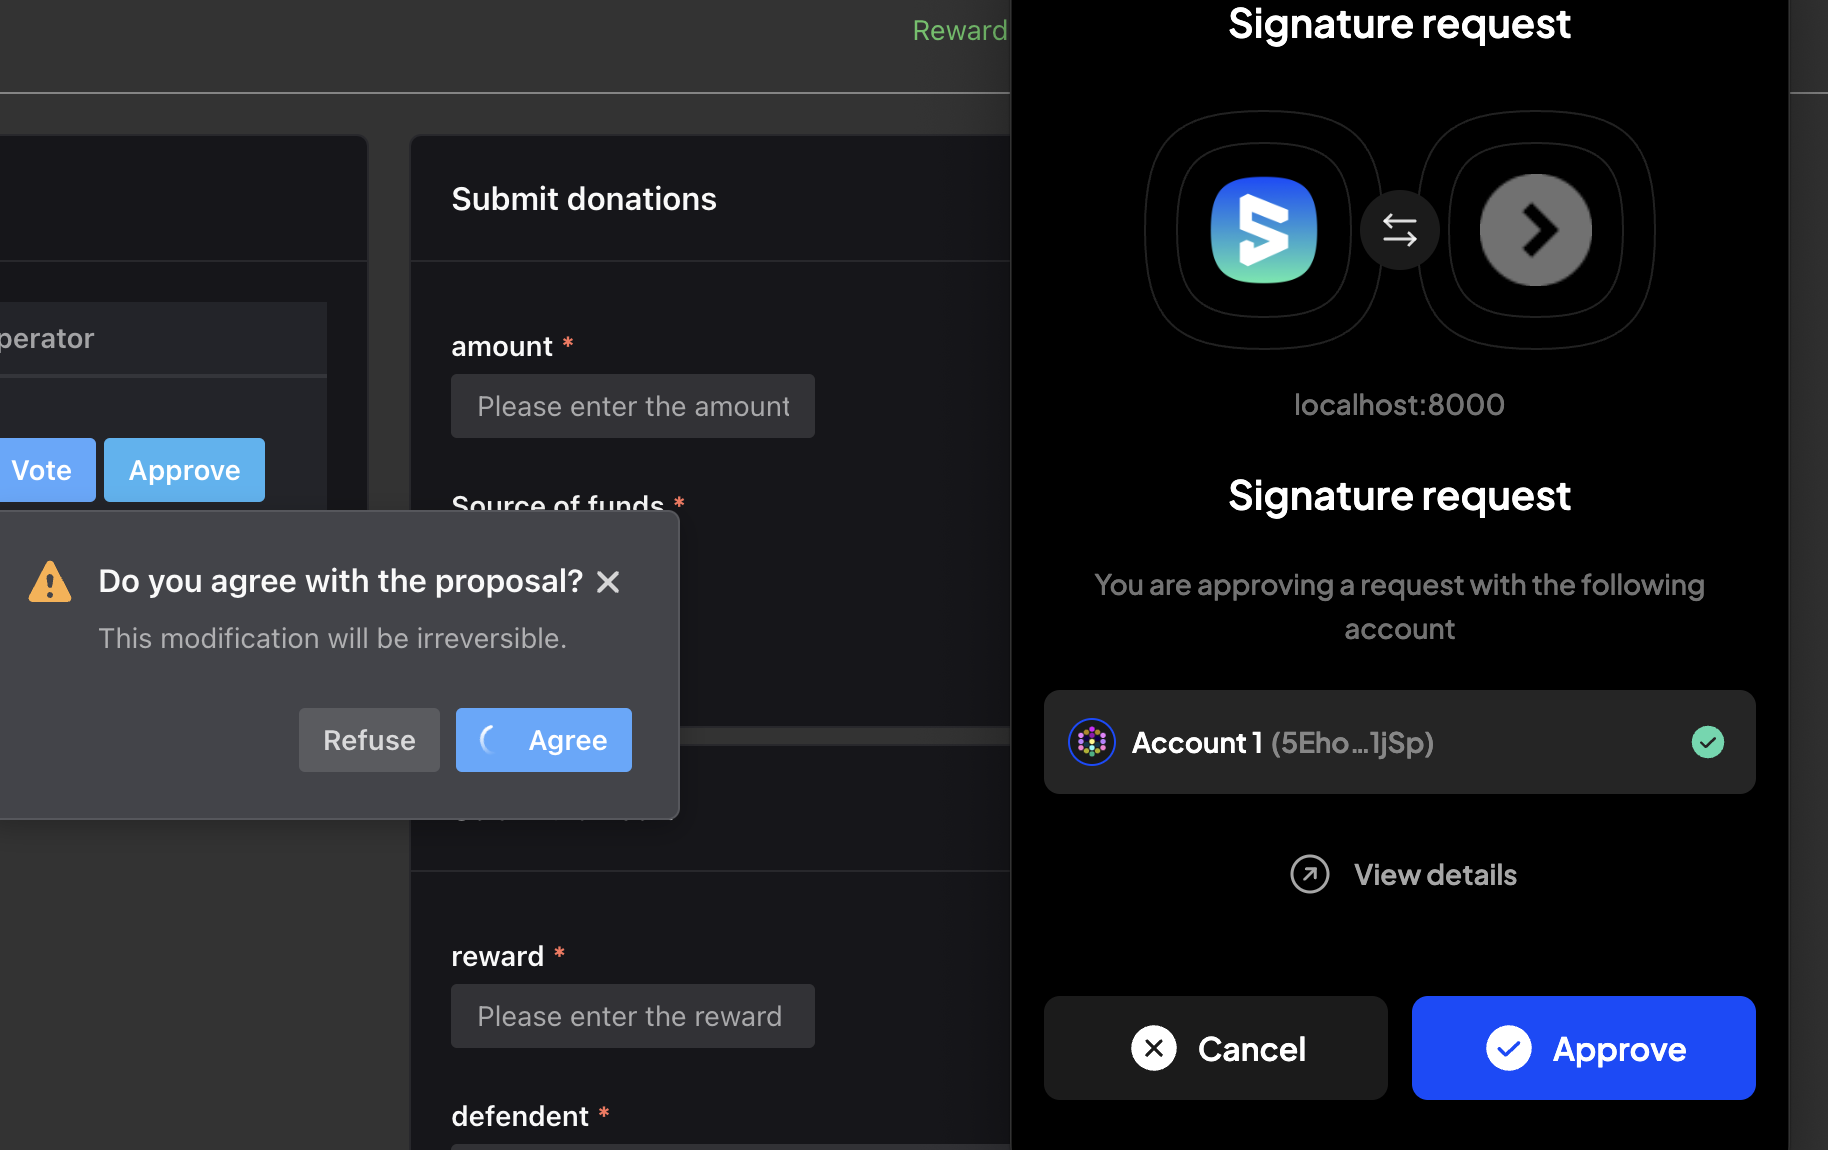 Reward
perator
Vote
Approve
Do you agree with the proposal?
This modification will be irreversible.
Refuse
Agree
Submit donations
amount *
Please enter the amount
Source of funds *
reward *
Please enter the reward
defendent *
Signature request
localhost:8000
Signature request
You are approving a request with the following
account
Account 1 (5Eho...1jSp)
View details
Cancel
Approve